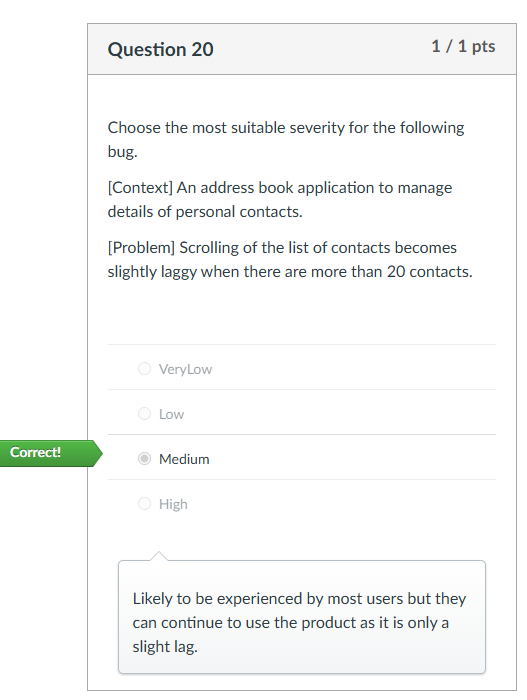 Question 20
1 / 1 pts
Choose the most suitable severity for the following
bug.
[Context] An address book application to manage
details of personal contacts.
[Problem] Scrolling of the list of contacts becomes
slightly laggy when there are more than 20 contacts.
VeryLow
Low
Correct!
Medium
High
Likely to be experienced by most users but they
can continue to use the product as it is only a
slight lag.